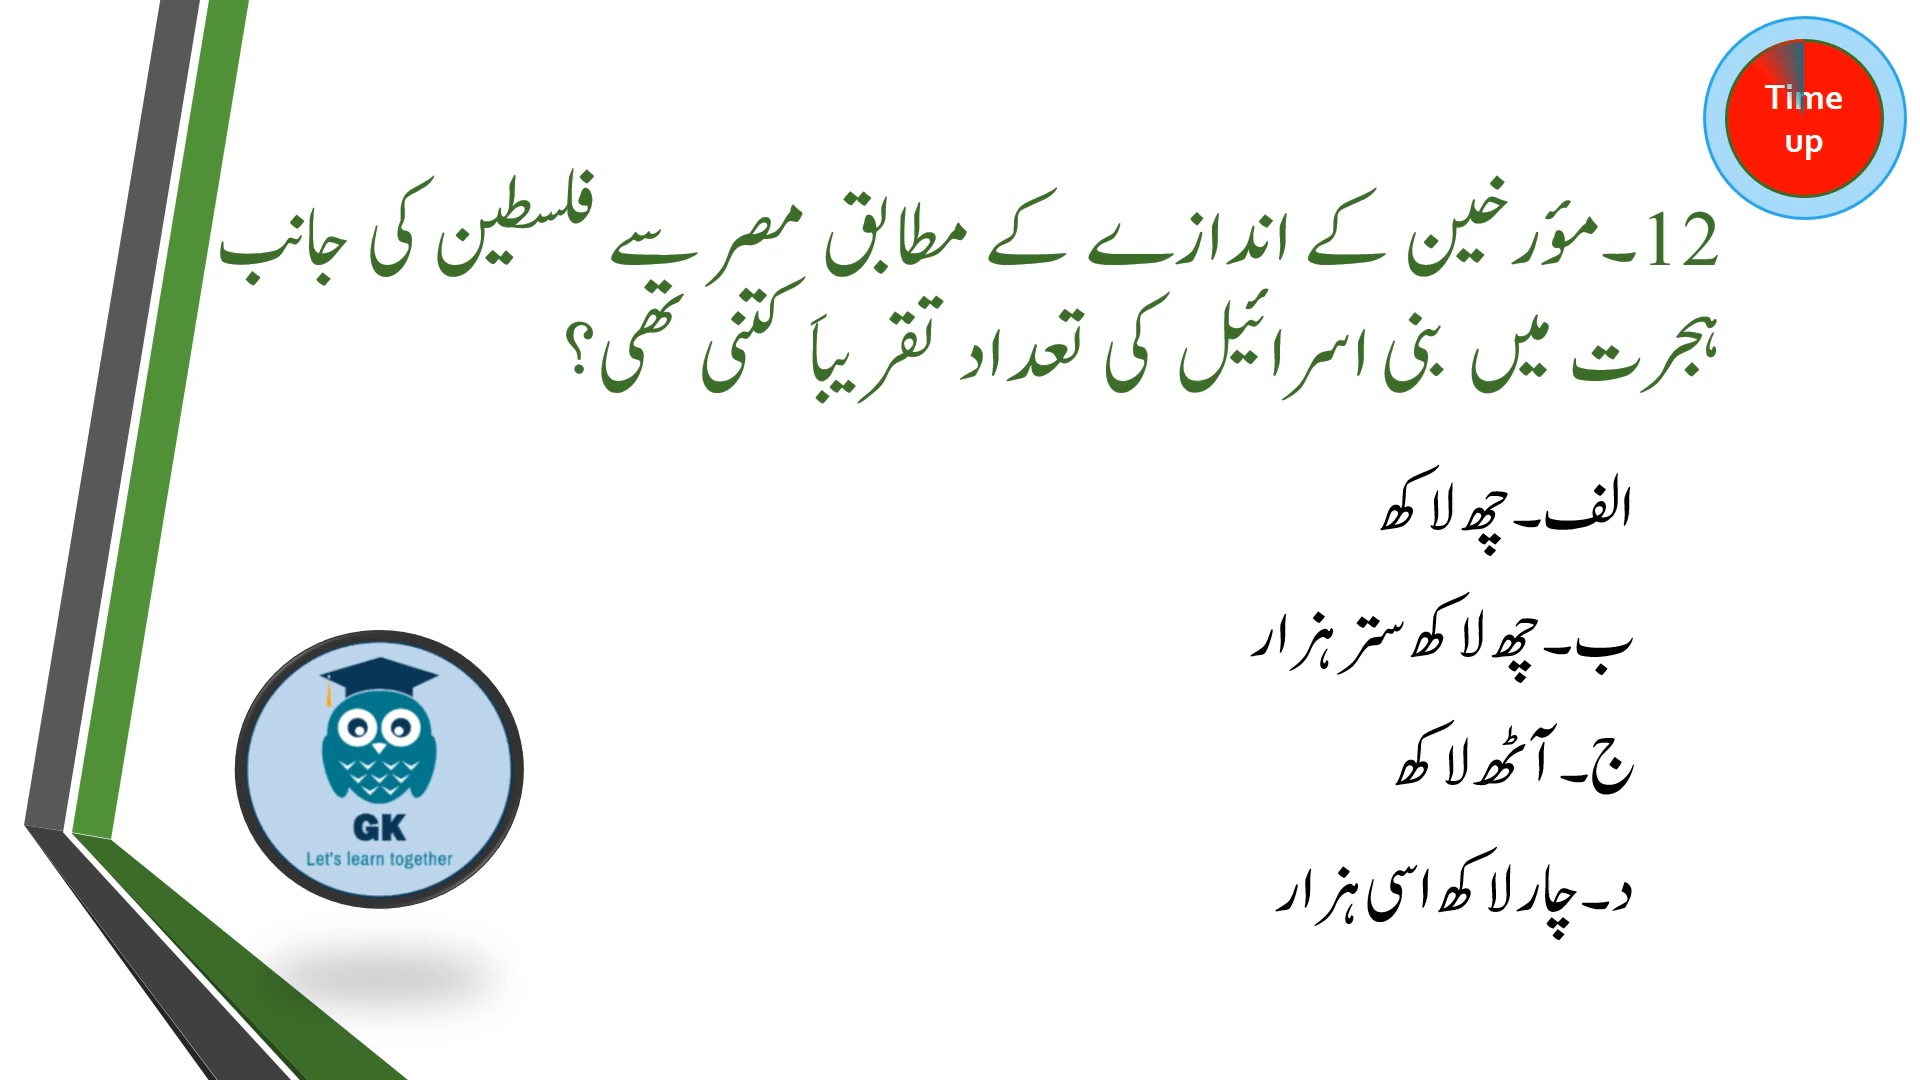 Time
up
12۔مؤرخین کے اندازے کے مطابق مصر سے فلسطین کی جانب
ہجرت میں بنی اسرائیل کی تعداد تقریباَ کتنی تھی؟
الف۔چھ لاکھ
ب۔چھ لاکھ ستر ہزار
ج۔آٹھ لاکھ
د۔چار لاکھ اسی ہزار
GK
Let's learn together